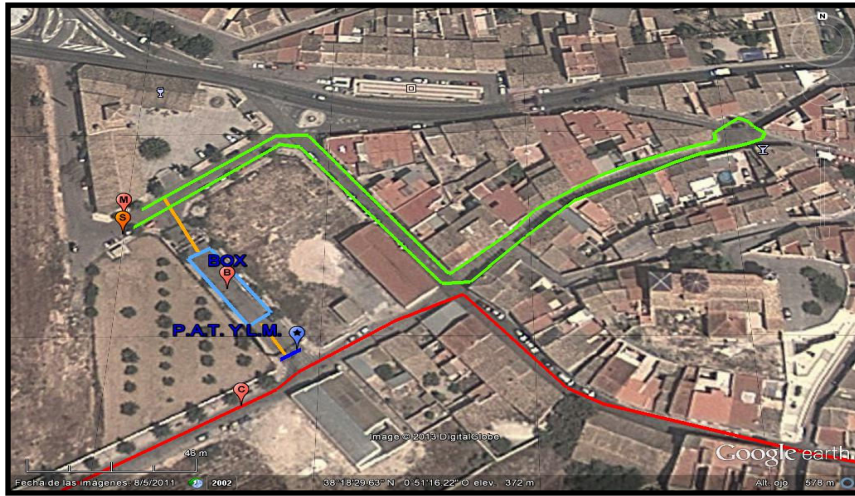 N
M
S
BOX
B
P.A.T. Y L.M.
C
image © 2013 DigitalGlobe
Google earth
46 m
Fecha de las imágenes: 8/5/2011 2002 38°18'29.63" N 0°51'16.22" O elev 372 m Alt. ojo 578 m